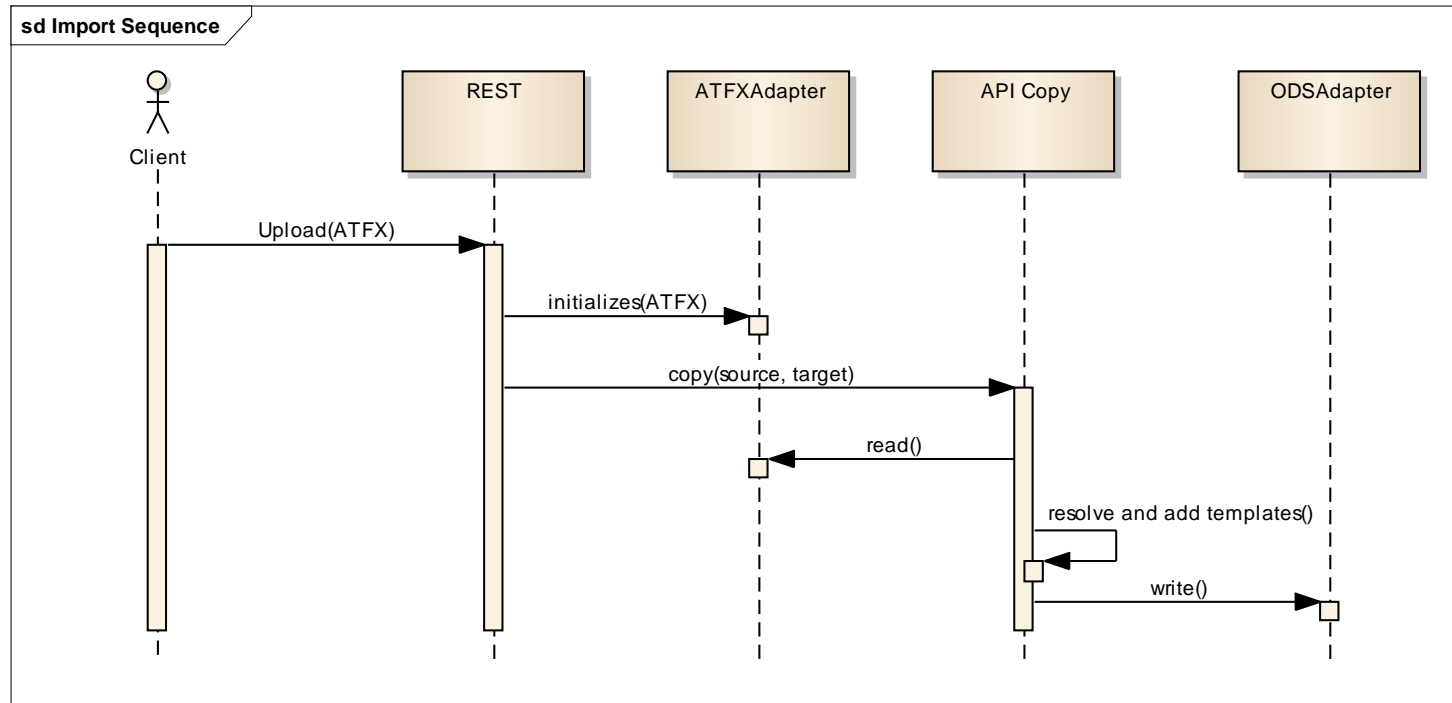 sd Import Sequence
Client
REST
ATFXAdapter
API Copy
ODSAdapter
Upload(ATFX)
initializes(ATFX)
copy(source, target)
read()
resolve and add templates()
write()